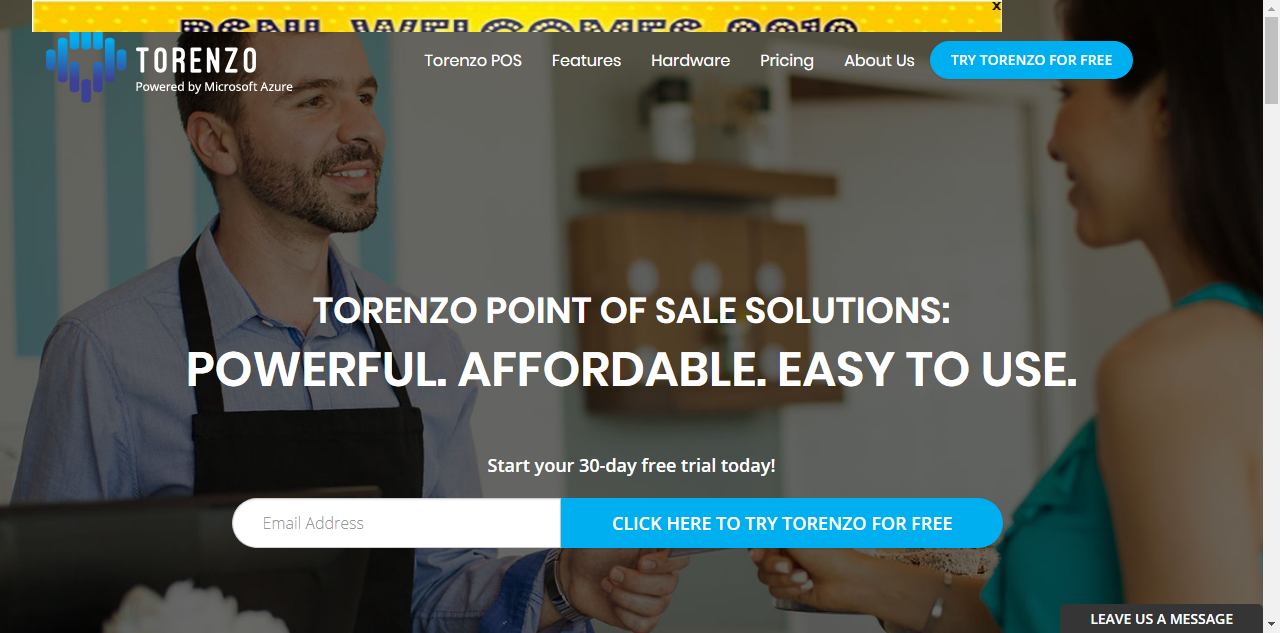 BSNL WELCOMES 2019
x
TORENZO
Powered by Microsoft Azure
Torenzo POS
Features
Hardware
Pricing
About Us
TRY TORENZO FOR FREE
TORENZO POINT OF SALE SOLUTIONS:
POWERFUL. AFFORDABLE. EASY TO USE.
Start your 30-day free trial today!
Email Address
CLICK HERE TO TRY TORENZO FOR FREE
LEAVE US A MESSAGE